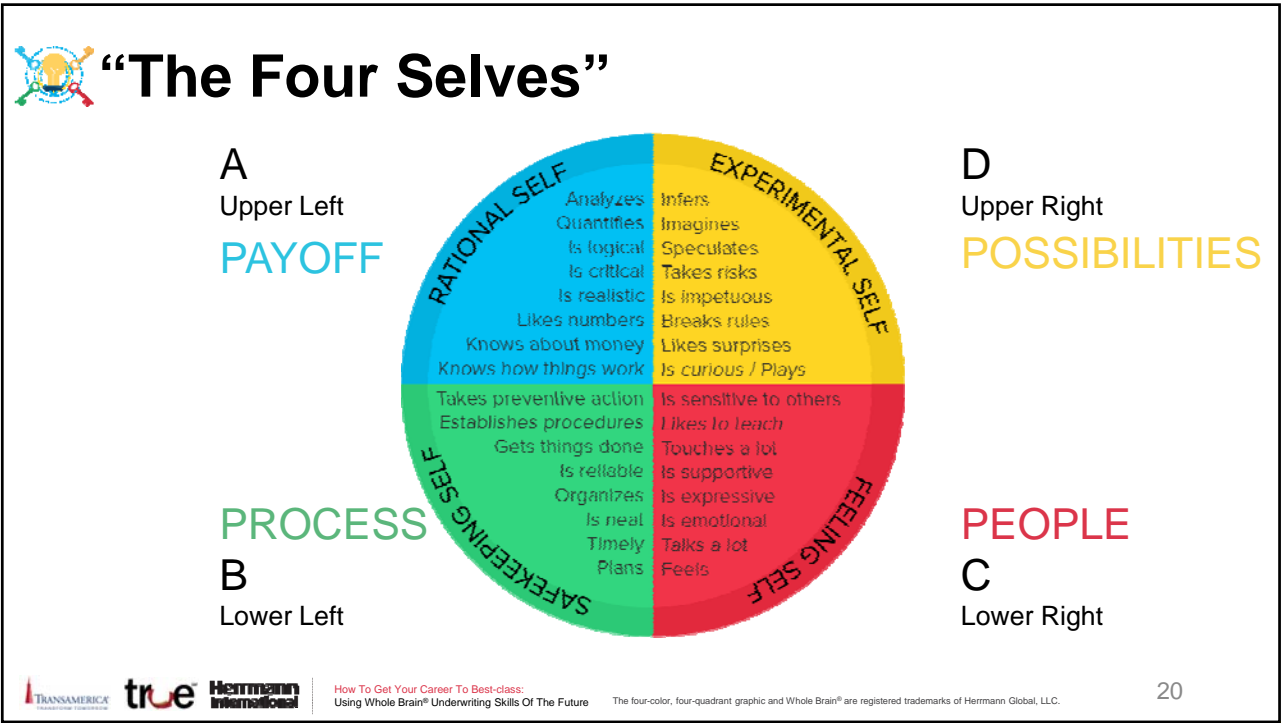 “The Four Selves”
A
Upper Left
PAYOFF
RATIONAL SELF
Analyzes
Quantifies
Is logical
Is critical
Is realistic
Likes numbers
Knows about money
Knows how things work
EXPERIMENTAL SELF
Infers
Imagines
Speculates
Takes risks
Is impetuous
Breaks rules
Likes surprises
Is curious / Plays
D
Upper Right
POSSIBILITIES
PROCESS
B
Lower Left
SAFEKEEPING SELF
Takes preventive action
Establishes procedures
Gets things done
Is reliable
Organizes
Is neat
Timely
Plans
FEELING SELF
Is sensitive to others
Likes to teach
Touches a lot
Is supportive
Is expressive
Is emotional
Talks a lot
Feels
PEOPLE
C
Lower Right
TRANSAMERICA
TRANSFORM TOMORROW
true
Herrmann
International
How To Get Your Career To Best-class:
Using Whole Brain® Underwriting Skills Of The Future
The four-color, four-quadrant graphic and Whole Brain® are registered trademarks of Herrmann Global, LLC.
20